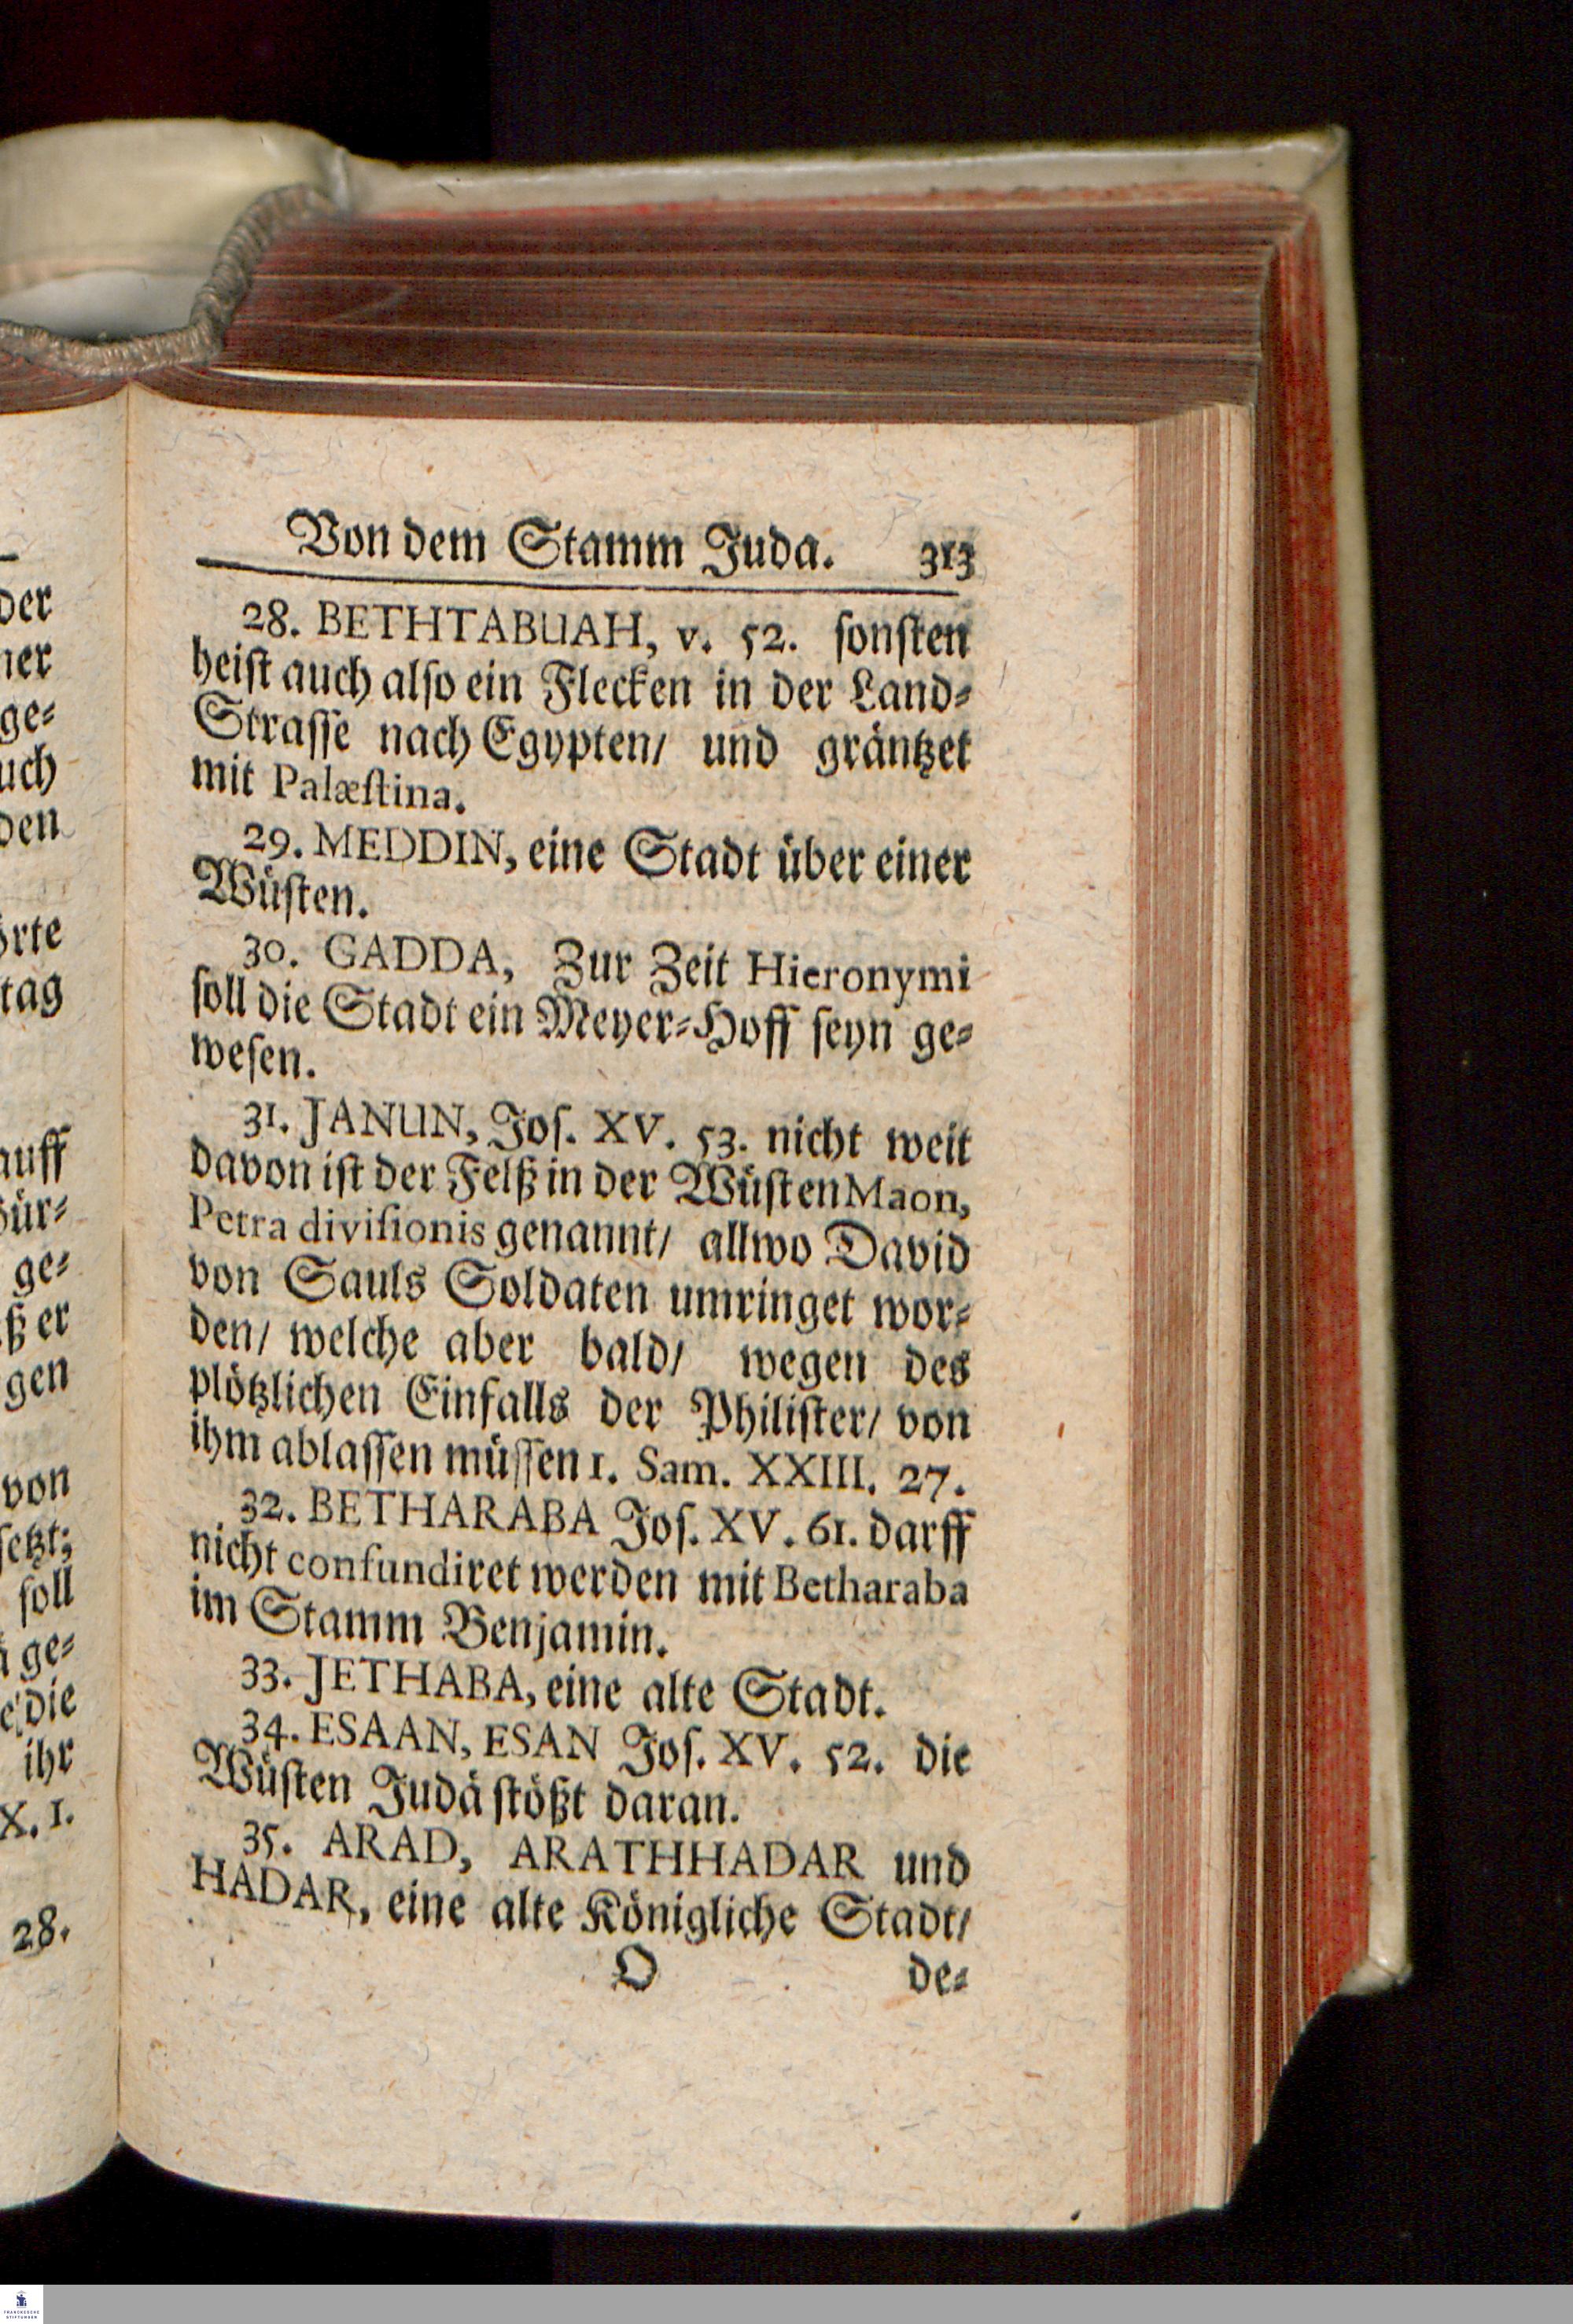 Von dem Stamm Juda. 313
28. BETHTABUAH, v. 52. ſonſten
heiſt auch alſo ein Flecken in der Land⸗
Straſſe nach Egypten/ und gräntzet
mit Palæſtina.
29. MEDDIN, eine Stadt über einer
Wüſten.
30. GADDA, Zur Zeit Hieronymi
ſoll die Stadt ein Meyer⸗Hoff ſeyn ge⸗
weſen.
31. JANUN, Joſ. XV. 53. nicht weit
davon iſt der Felß in der Wüſten Maon,
Petra diviſionis genannt/ allwo David
von Sauls Soldaten umringet wor⸗
den/ welche aber bald/ wegen des
plötzlichen Einfalls der Philiſter/ von
ihm ablaſſen müſſen 1. Sam. XXIII. 27.
32. BETHARABA Joſ. XV. 61. darff
nicht confundiret werden mit Betharaba
im Stamm Benjamin.
33. JETHABA, eine alte Stadt.
34. ESAAN, ESAN Joſ. XV. 52. die
Wüſten Judä ſtößt daran.
35. ARAD, ARATHHADAR und
HADAR, eine alte Königliche Stadt/
O de⸗